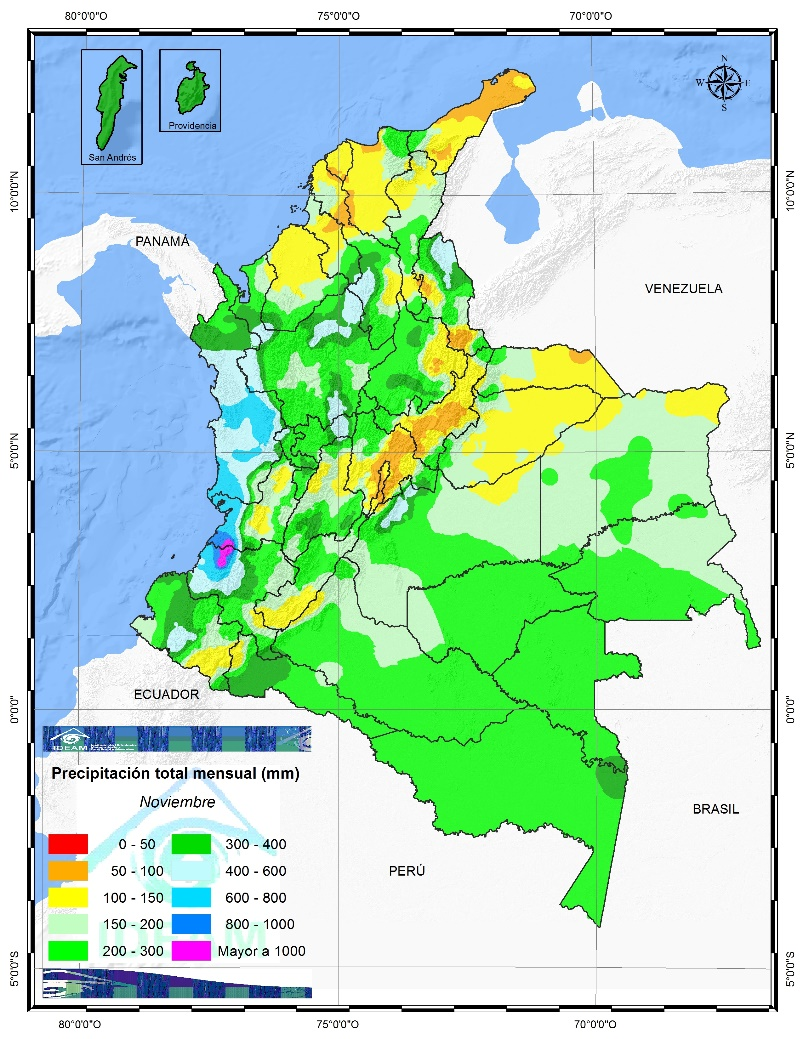 80°0'0"O 75°0'0"O 70°0'0"O
San Andrés
Providencia
N
W E
S
10°0'0"N 10°0'0"N
PANAMÁ
VENEZUELA
5°0'0"N 5°0'0"N
ECUADOR
0°0'0" 0°0'0"
IDEAM
Precipitación total mensual (mm)
Noviembre
BRASIL
PERÚ
0 - 50 300 - 400
50 - 100 400 - 600
100 - 150 600 - 800
150 - 200 800 - 1000
200 - 300 Mayor a 1000
IDEAM
5°0'0"S 5°0'0"S
80°0'0"O 75°0'0"O 70°0'0"O